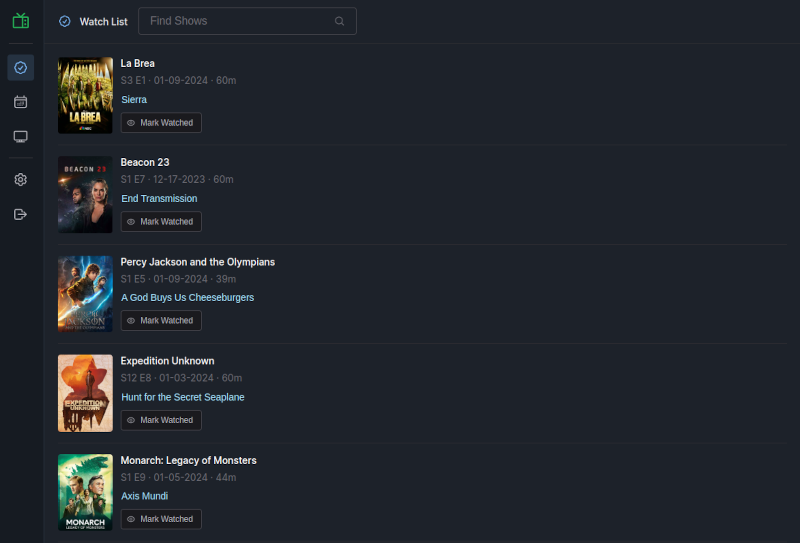 Watch List
Find Shows
LA BREA
La Brea
S3 E1 · 01-09-2024 · 60m
Sierra
Mark Watched
BEACON 23
Beacon 23
S1 E7 · 12-17-2023 · 60m
End Transmission
Mark Watched
JACKSON
Percy Jackson and the Olympians
S1 E5 · 01-09-2024 · 39m
A God Buys Us Cheeseburgers
Mark Watched
EXPEDITION
UNKNOWN
Expedition Unknown
S12 E8 · 01-03-2024 · 60m
Hunt for the Secret Seaplane
Mark Watched
MONARCH
LEGACY OF MONSTERS
Monarch: Legacy of Monsters
S1 E9 · 01-05-2024 · 44m
Axis Mundi
Mark Watched